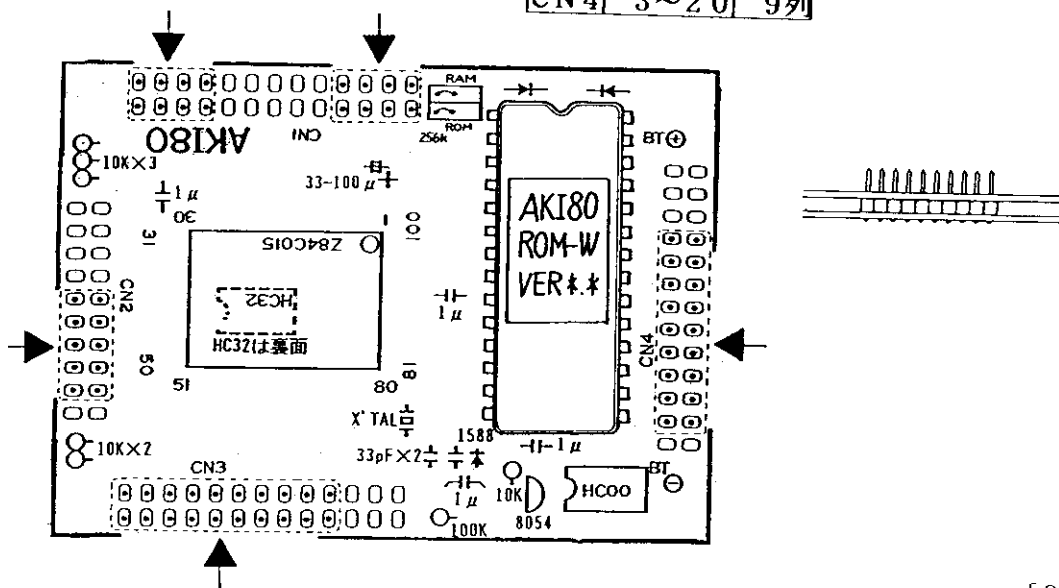 CN4 3~20 9列
RAM
ROM
256k
CN1
AKI80
10K×3
1μ
33~100μ
30
1
31
100
Z84C015
HC32
HC32は裏面
CN2
50
51
80
81
1μ
AKI80
ROM-W
VER*.*
BT⊕
CN4
X'TAL
33pF×2
1588
1μ
1μ
10K×2
CN3
100K
10K
8054
HC00
BT
⊖